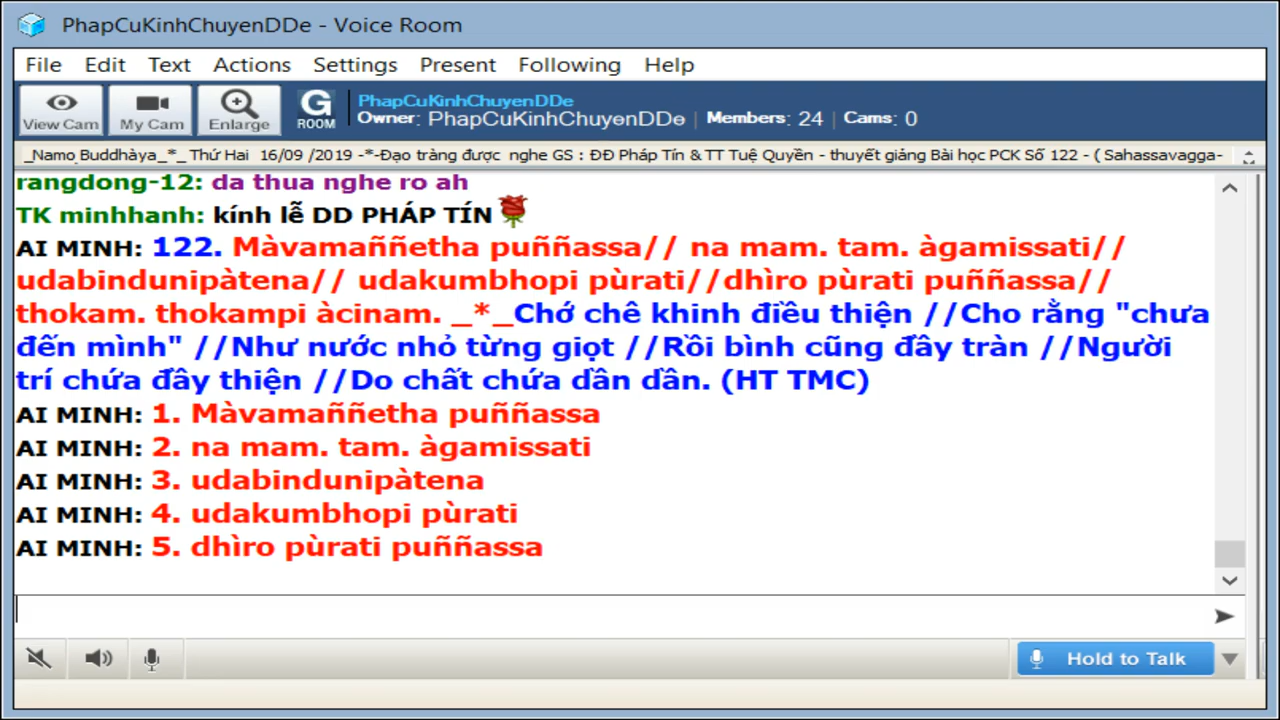 PhapCuKinhChuyenDDe - Voice Room
File Edit Text Actions Settings Present Following Help
View Cam My Cam Enlarge G ROOM
PhapCuKinhChuyenDDe
Owner: PhapCuKinhChuyenDDe | Members: 24 | Cams: 0
_Namo Buddhàya_*_ Thứ Hai 16/09 /2019 -*-Đạo tràng được nghe GS : ĐĐ Pháp Tín & TT Tuệ Quyền - thuyết giảng Bài học PCK Số 122 - ( Sahassavagga-
rangdong-12: da thua nghe ro ah
TK minhhanh: kính lễ DD PHÁP TÍN
AI MINH: 122. Màvamaññetha puññassa// na mam. tam. àgamissati//
udabindunipàtena// udakumbhopi pùrati//dhìro pùrati puññassa//
thokam. thokampi àcinam. _*_Chớ chê khinh điều thiện //Cho rằng "chưa
đến mình" //Như nước nhỏ từng giọt //Rồi bình cũng đầy tràn //Người
trí chứa đầy thiện //Do chất chứa dần dần. (HT TMC)
AI MINH: 1. Màvamaññetha puññassa
AI MINH: 2. na mam. tam. àgamissati
AI MINH: 3. udabindunipàtena
AI MINH: 4. udakumbhopi pùrati
AI MINH: 5. dhìro pùrati puññassa
Hold to Talk